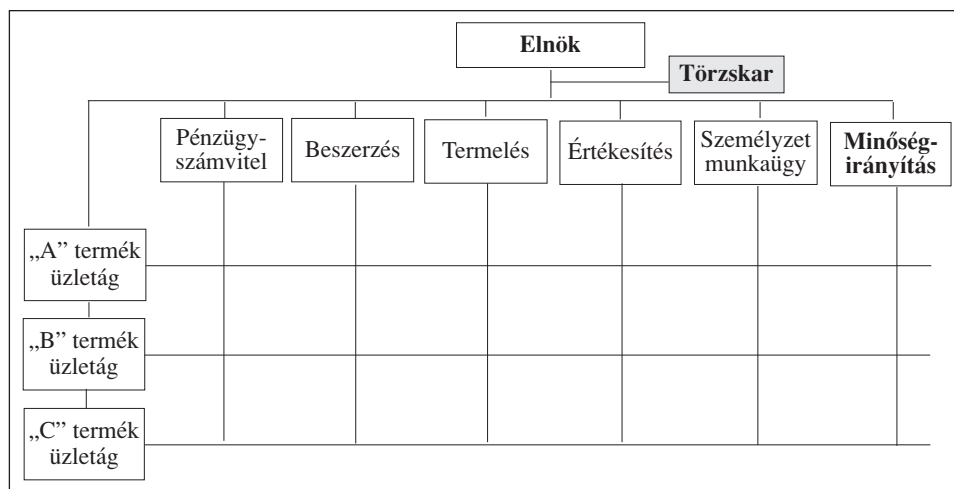 Elnök
Törzskar
Pénzügy-
számvitel
Beszerzés
Termelés
Értékesítés
Személyzet
munkaügy
Minőség-
irányítás
„A” termék
üzletág
„B” termék
üzletág
„C” termék
üzletág